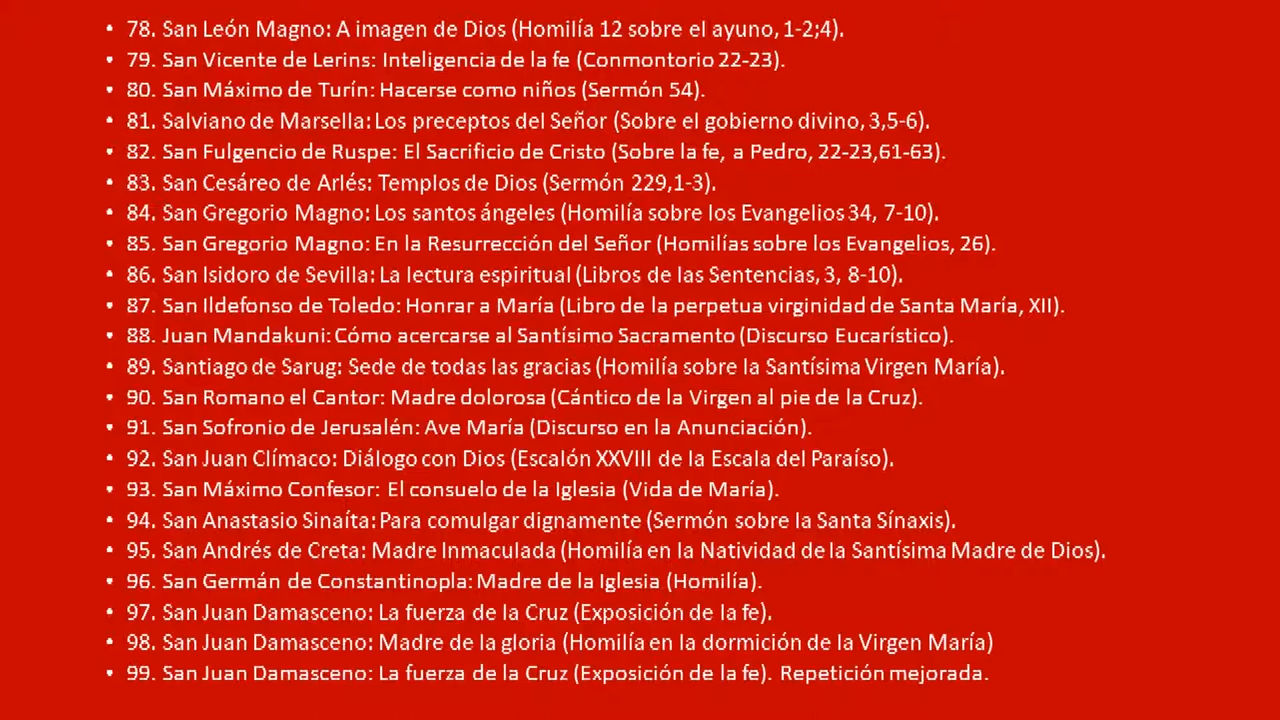 • 78. San León Magno: A imagen de Dios (Homilía 12 sobre el ayuno, 1-2;4).
• 79. San Vicente de Lerins: Inteligencia de la fe (Conmontorio 22-23).
• 80. San Máximo de Turín: Hacerse como niños (Sermón 54).
• 81. Salviano de Marsella: Los preceptos del Señor (Sobre el gobierno divino, 3,5-6).
• 82. San Fulgencio de Ruspe: El Sacrificio de Cristo (Sobre la fe, a Pedro, 22-23,61-63).
• 83. San Cesáreo de Arlés: Templos de Dios (Sermón 229,1-3).
• 84. San Gregorio Magno: Los santos ángeles (Homilía sobre los Evangelios 34, 7-10).
• 85. San Gregorio Magno: En la Resurrección del Señor (Homilías sobre los Evangelios, 26).
• 86. San Isidoro de Sevilla: La lectura espiritual (Libros de las Sentencias, 3, 8-10).
• 87. San Ildefonso de Toledo: Honrar a María (Libro de la perpetua virginidad de Santa María, XII).
• 88. Juan Mandakuni: Cómo acercarse al Santísimo Sacramento (Discurso Eucarístico).
• 89. Santiago de Sarug: Sede de todas las gracias (Homilía sobre la Santísima Virgen María).
• 90. San Romano el Cantor: Madre dolorosa (Cántico de la Virgen al pie de la Cruz).
• 91. San Sofronio de Jerusalén: Ave María (Discurso en la Anunciación).
• 92. San Juan Clímaco: Diálogo con Dios (Escalón XXVIII de la Escala del Paraíso).
• 93. San Máximo Confesor: El consuelo de la Iglesia (Vida de María).
• 94. San Anastasio Sinaíta: Para comulgar dignamente (Sermón sobre la Santa Sínaxis).
• 95. San Andrés de Creta: Madre Inmaculada (Homilía en la Natividad de la Santísima Madre de Dios).
• 96. San Germán de Constantinopla: Madre de la Iglesia (Homilía).
• 97. San Juan Damasceno: La fuerza de la Cruz (Exposición de la fe).
• 98. San Juan Damasceno: Madre de la gloria (Homilía en la dormición de la Virgen María)
• 99. San Juan Damasceno: La fuerza de la Cruz (Exposición de la fe). Repetición mejorada.